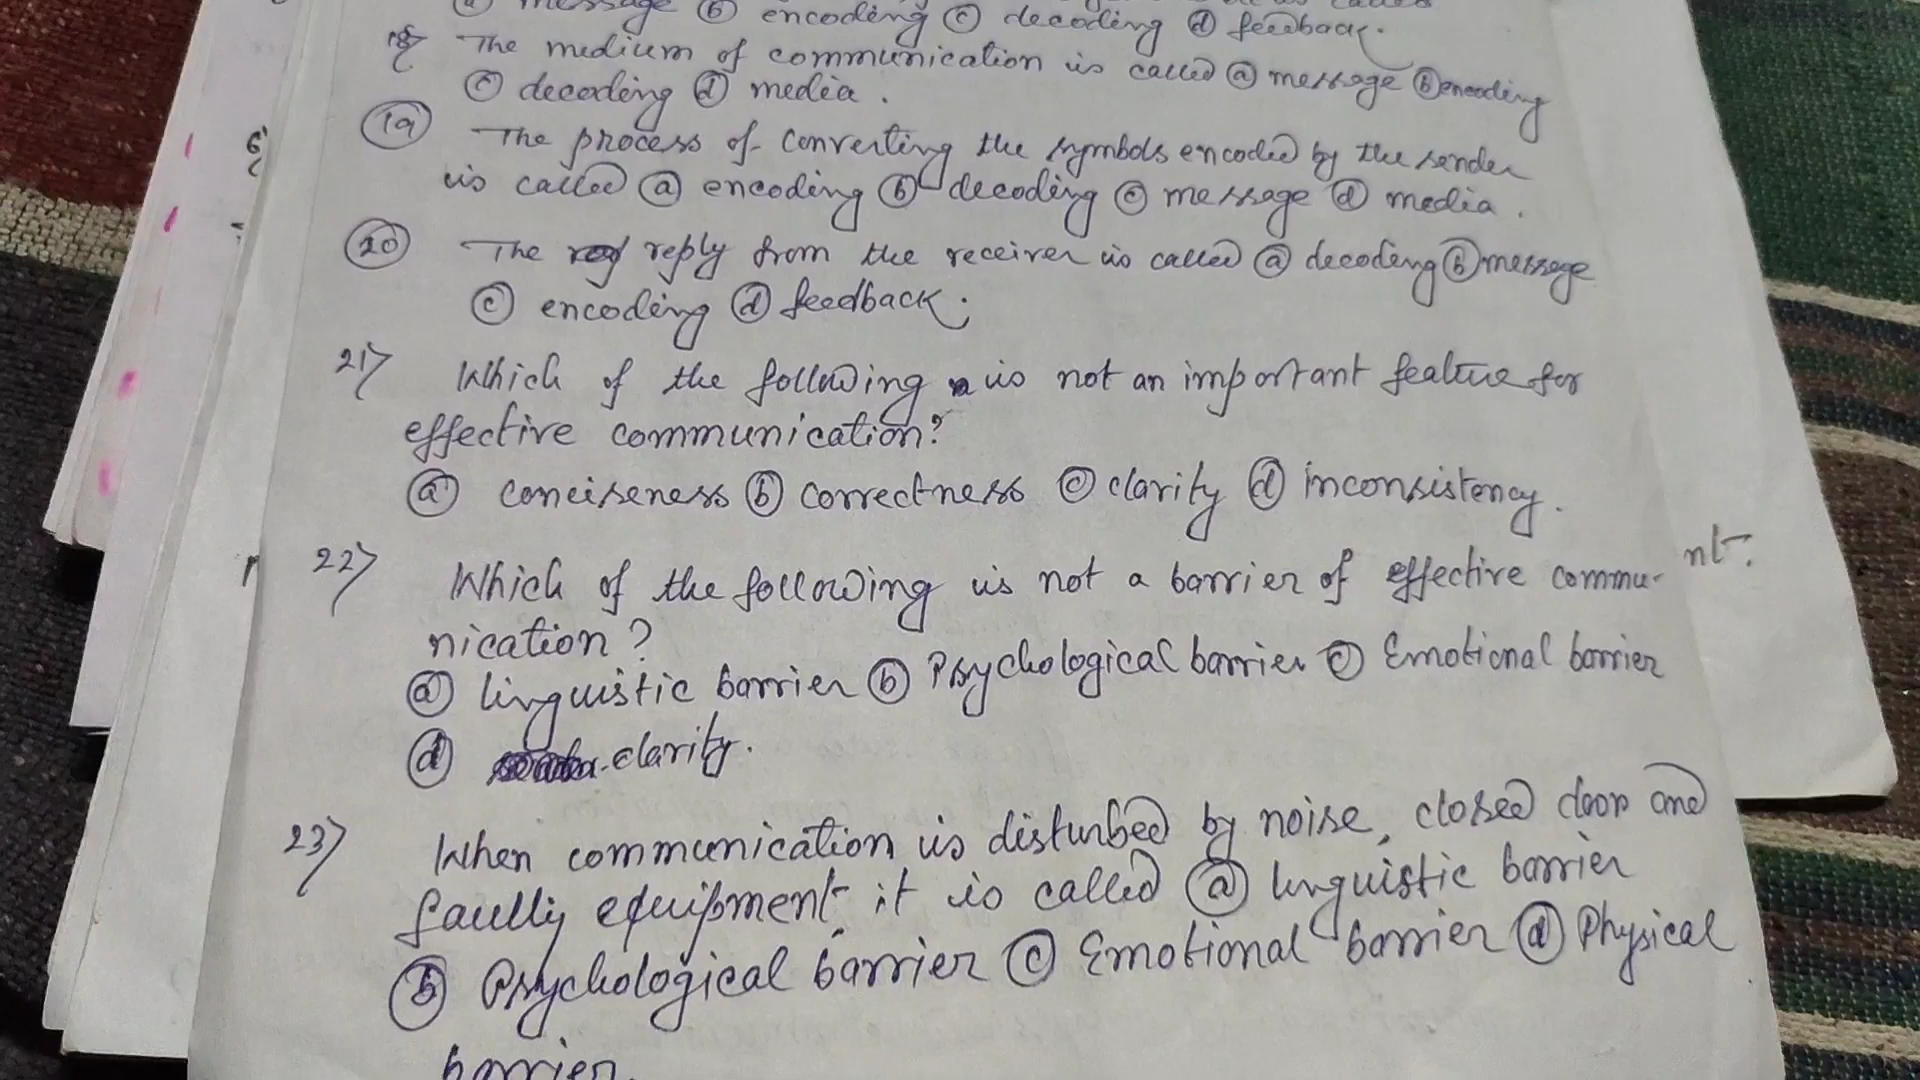 (a) message (b) encoding (c) decoding (d) feedback.
18) The medium of communication is called (a) message (b) encoding
(c) decoding (d) media.
(19) The process of converting the symbols encoded by the sender
is called (a) encoding (b) decoding (c) message (d) media.
(20) The reply from the receiver is called (a) decoding (b) message
(c) encoding (d) feedback.
21) Which of the following is not an important feature for
effective communication?
(a) conciseness (b) correctness (c) clarity (d) inconsistency.
nt.
22) Which of the following is not a barrier of effective commu-
nication?
(a) linguistic barrier (b) Psychological barrier (c) Emotional barrier
(d) clarity.
23) When communication is disturbed by noise, closed door and
faully equipment, it is called (a) linguistic barrier
(b) Psychological barrier (c) Emotional barrier (d) Physical
barrier.